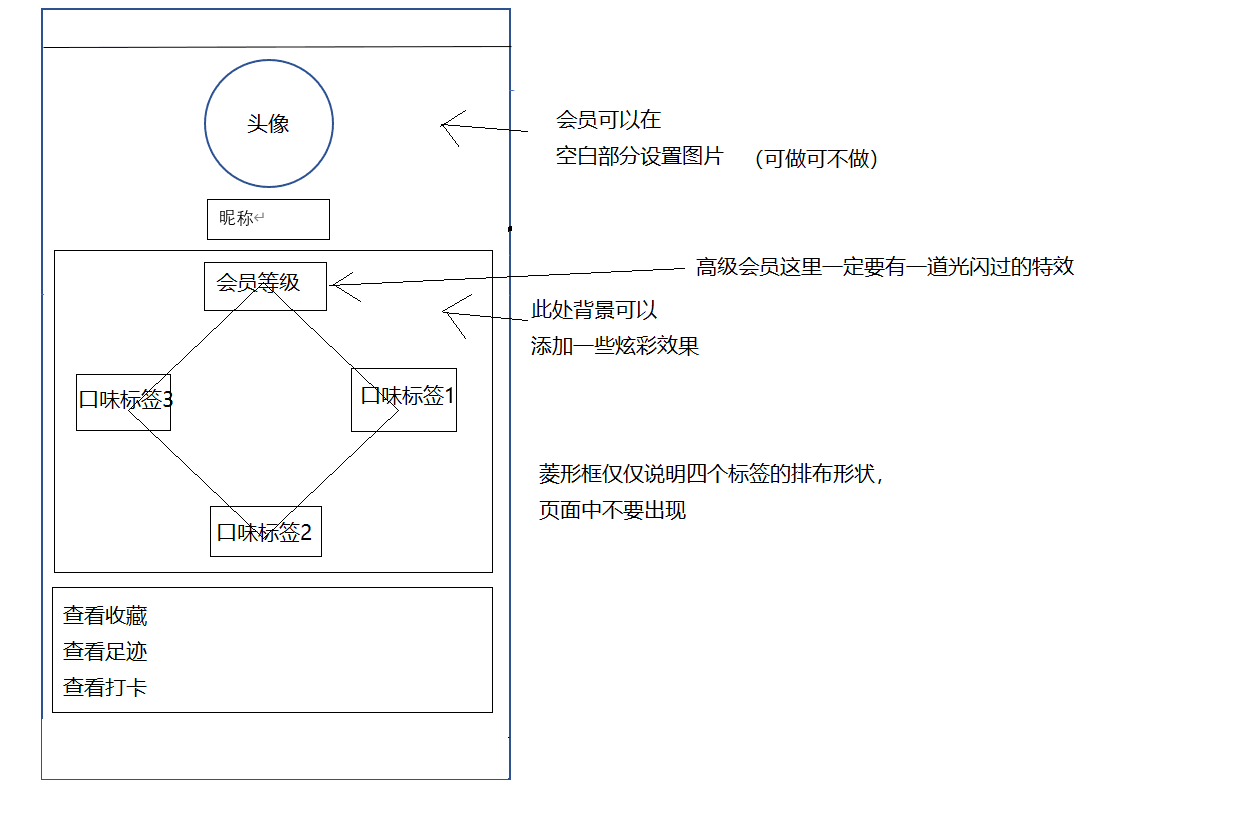 头像
会员可以在
空白部分设置图片
（可做可不做）
昵称↵
会员等级
高级会员这里一定要有一道光闪过的特效
此处背景可以
添加一些炫彩效果
口味标签3
口味标签1
菱形框仅仅说明四个标签的排布形状，
页面中不要出现
口味标签2
查看收藏
查看足迹
查看打卡